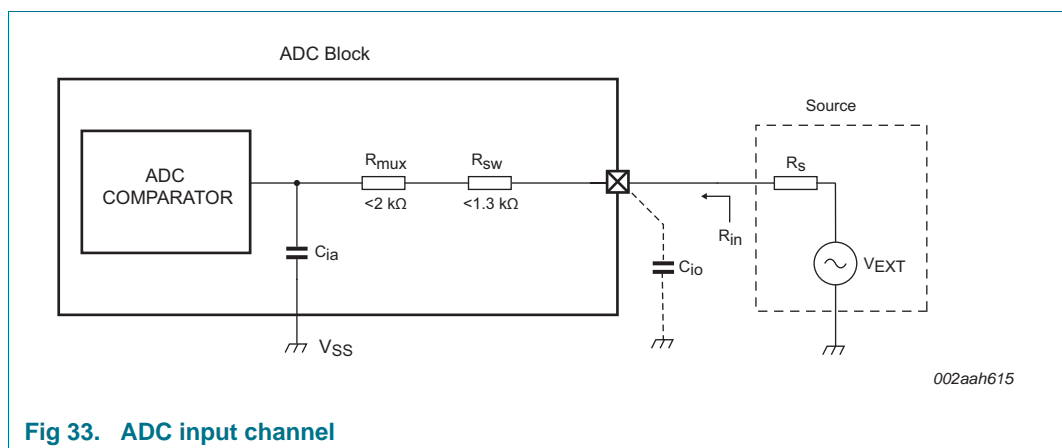 ADC Block
Source
ADC
COMPARATOR
Rmux
<2 kΩ
Rsw
<1.3 kΩ
Rs
Rin
Cia
Cio
VEXT
VSS
002aah615
Fig 33. ADC input channel